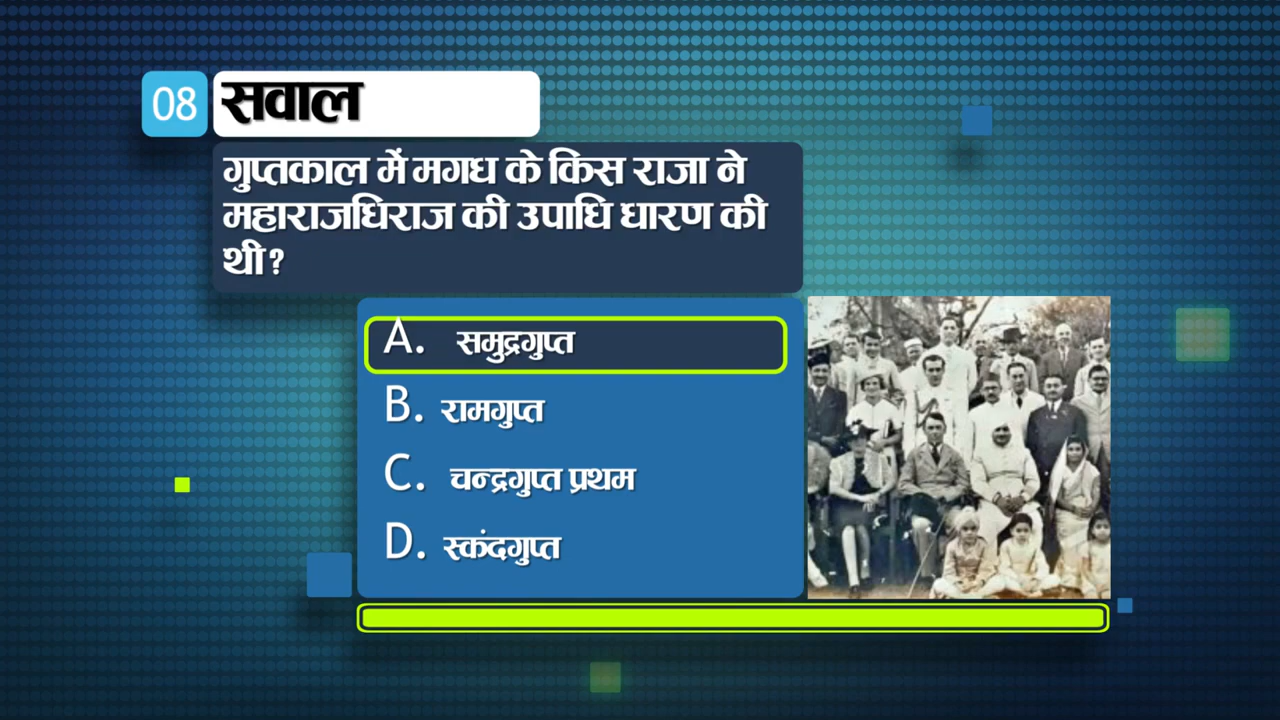 08 सवाल
गुप्तकाल में मगध के किस राजा ने
महाराजधिराज की उपाधि धारण की
थी?
A. समुद्रगुप्त
B. रामगुप्त
C. चन्द्रगुप्त प्रथम
D. स्कंदगुप्त